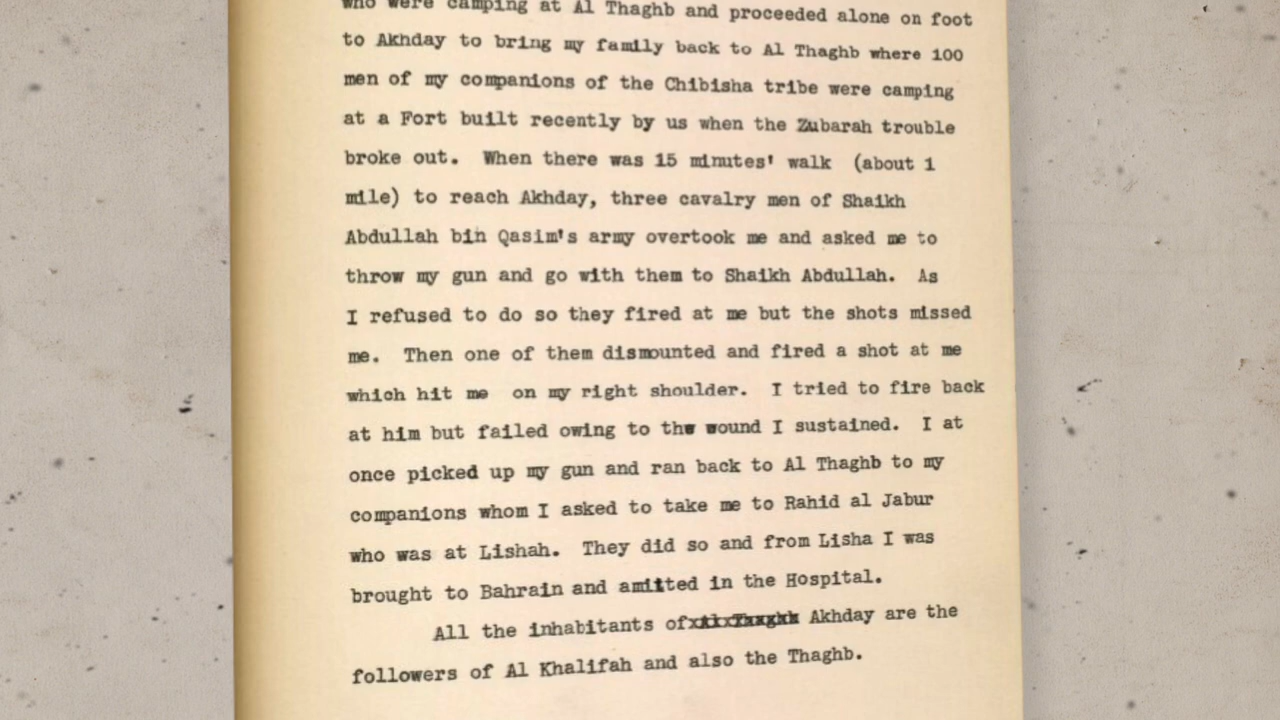 who were camping at Al Thaghb and proceeded alone on foot
to Akhday to bring my family back to Al Thaghb where 100
men of my companions of the Chibisha tribe were camping
at a Fort built recently by us when the Zubarah trouble
broke out. When there was 15 minutes' walk (about 1
mile) to reach Akhday, three cavalry men of Shaikh
Abdullah bin Qasim's army overtook me and asked me to
throw my gun and go with them to Shaikh Abdullah. As
I refused to do so they fired at me but the shots missed
me. Then one of them dismounted and fired a shot at me
which hit me on my right shoulder. I tried to fire back
at him but failed owing to the wound I sustained. I at
once picked up my gun and ran back to Al Thaghb to my
companions whom I asked to take me to Rahid al Jabur
who was at Lishah. They did so and from Lisha I was
brought to Bahrain and amitted in the Hospital.
All the inhabitants of Akhday are the
followers of Al Khalifah and also the Thaghb.